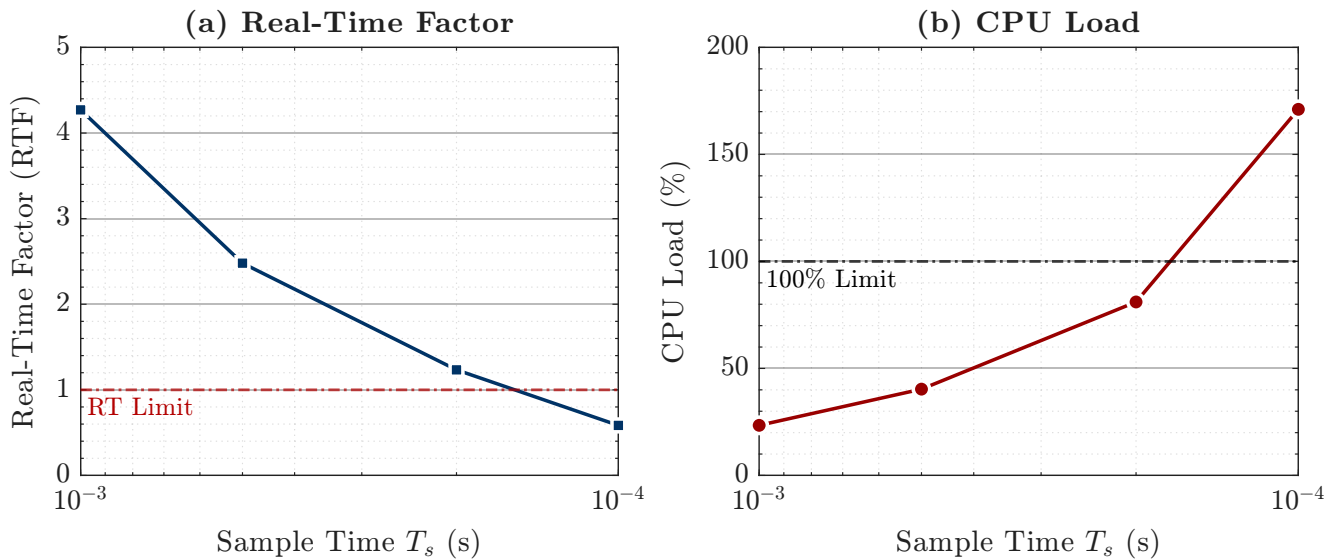 (a) Real-Time Factor
Real-Time Factor (RTF)
5
4
3
2
1
0
RT Limit
10⁻³
10⁻⁴
Sample Time Tₛ (s)
(b) CPU Load
CPU Load (%)
200
150
100
50
0
100% Limit
10⁻³
10⁻⁴
Sample Time Tₛ (s)